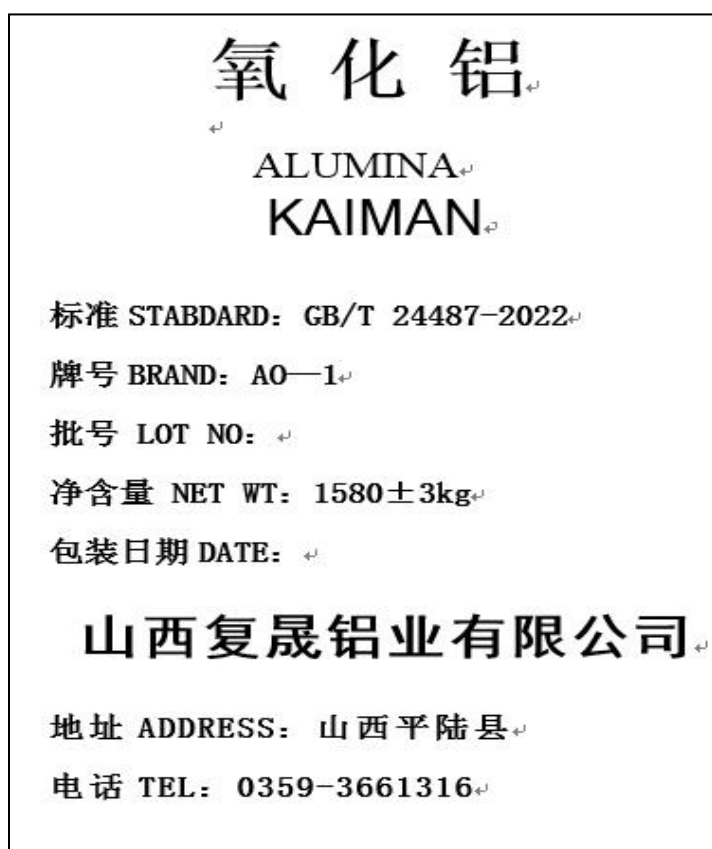 氧 化 铝
ALUMINA
KAIMAN
标准 STABDARD：GB/T 24487-2022
牌号 BRAND：AO—1
批号 LOT NO：
净含量 NET WT：1580±3kg
包装日期 DATE：
山西复晟铝业有限公司
地址 ADDRESS：山西平陆县
电话 TEL：0359-3661316